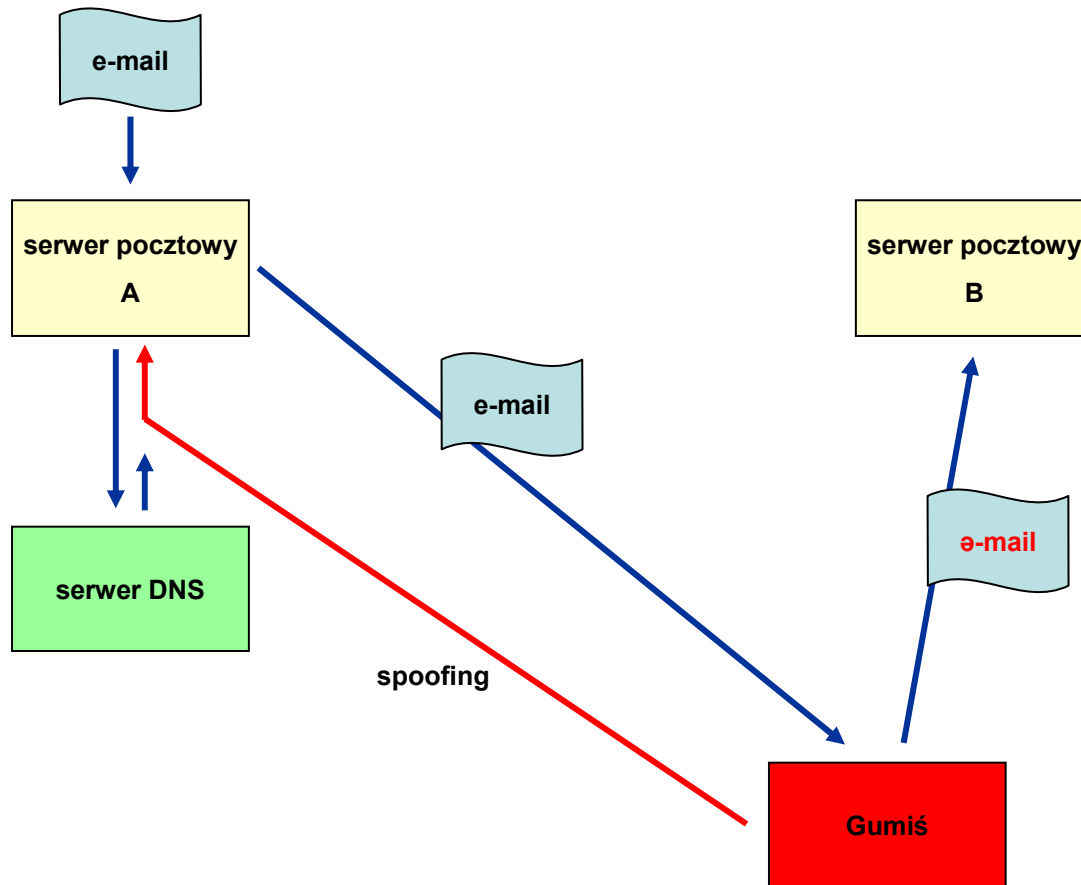 e-mail
serwer pocztowy
A
serwer pocztowy
B
e-mail
ə-mail
serwer DNS
spoofing
Gumiś